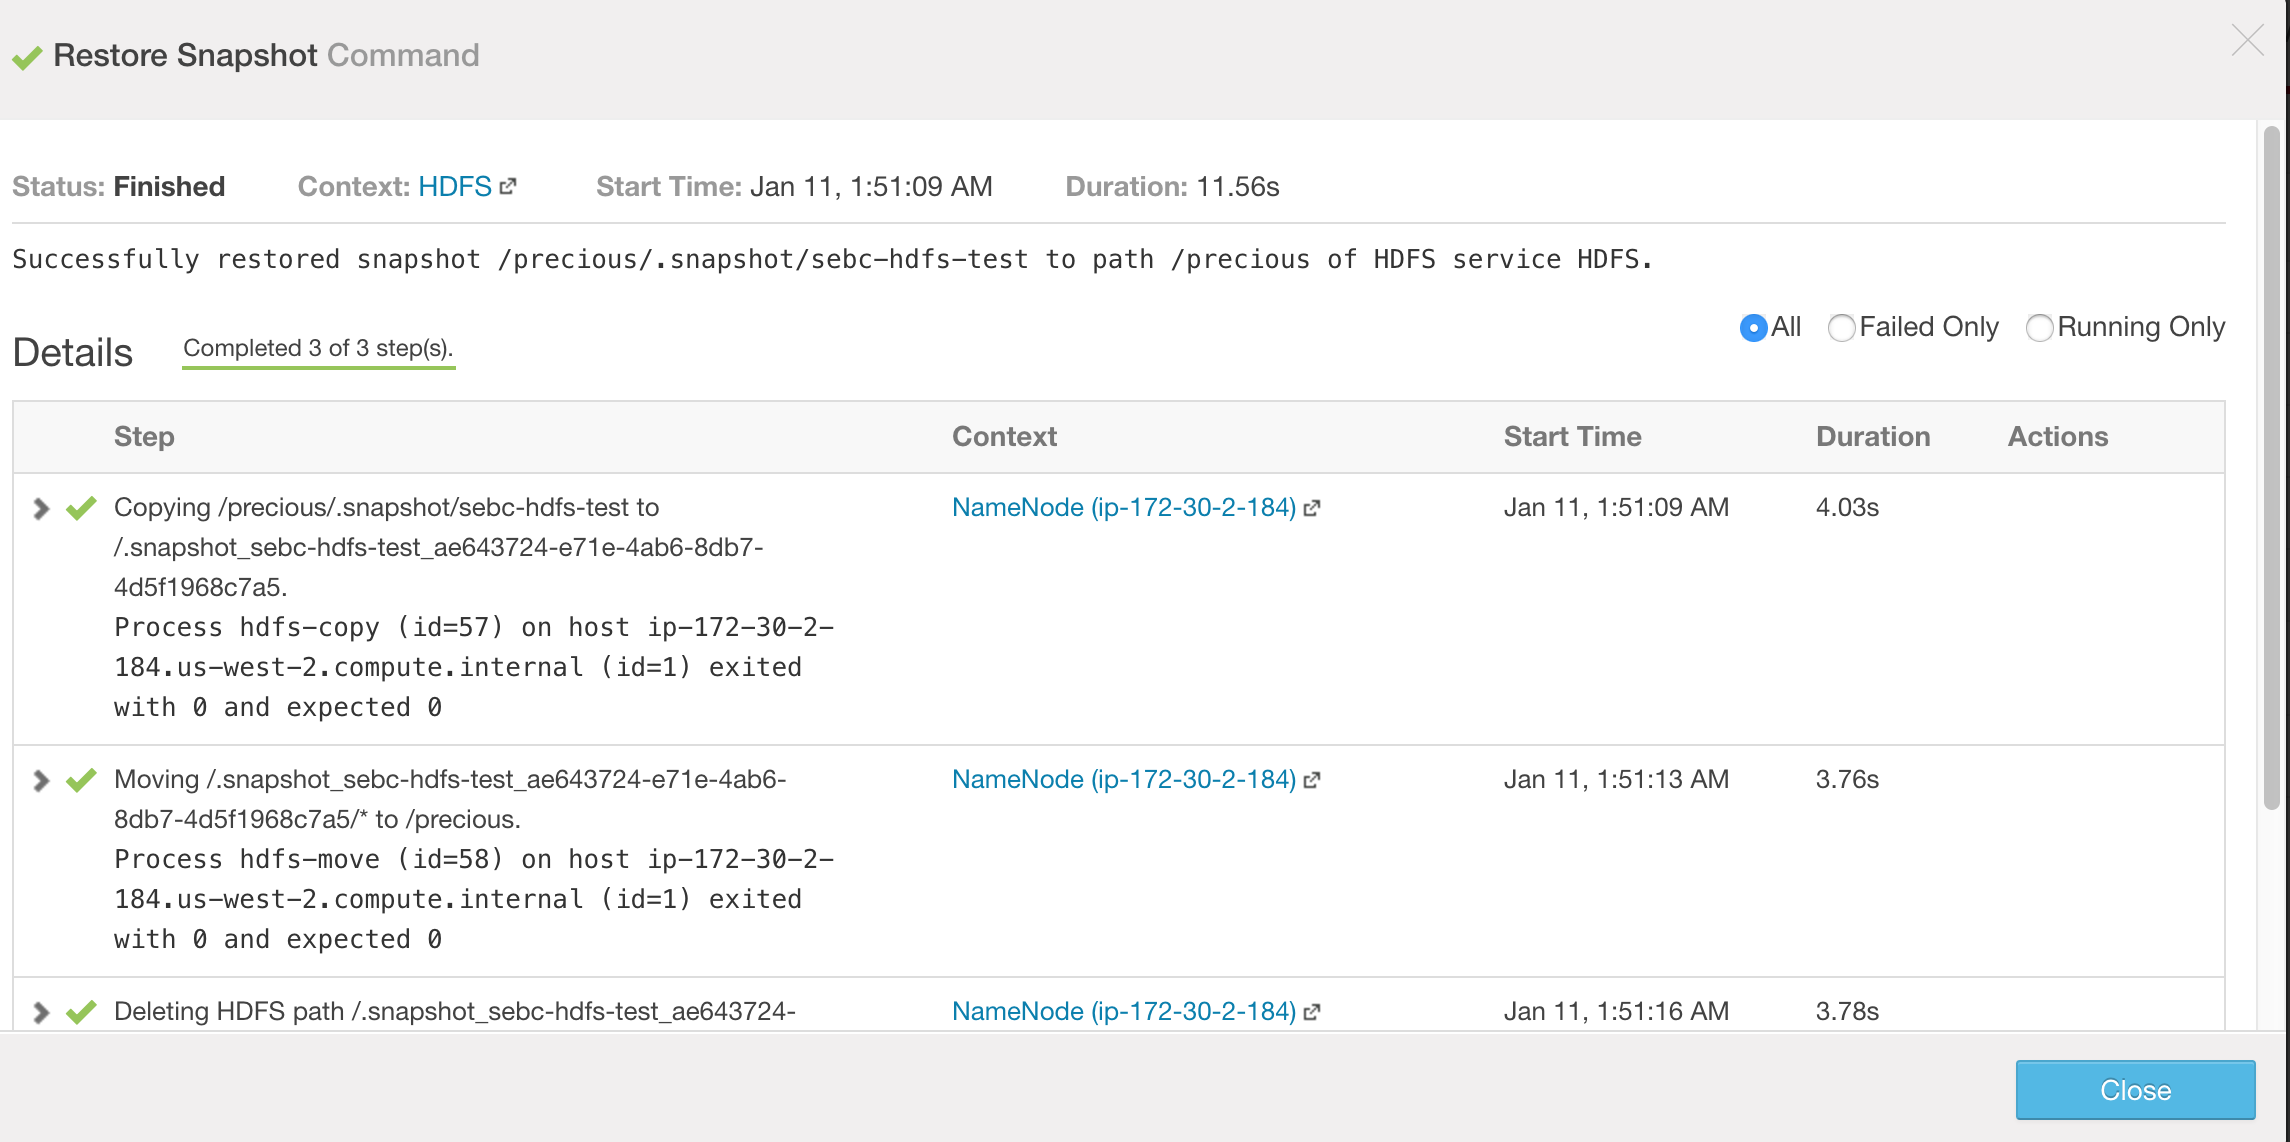 Restore Snapshot Command
Status: Finished Context: HDFS Start Time: Jan 11, 1:51:09 AM Duration: 11.56s
Successfully restored snapshot /precious/.snapshot/sebc-hdfs-test to path /precious of HDFS service HDFS.
All Failed Only Running Only
Details Completed 3 of 3 step(s).
Step Context Start Time Duration Actions
Copying /precious/.snapshot/sebc-hdfs-test to NameNode (ip-172-30-2-184) Jan 11, 1:51:09 AM 4.03s
/.snapshot_sebc-hdfs-test_ae643724-e71e-4ab6-8db7-
4d5f1968c7a5.
Process hdfs-copy (id=57) on host ip-172-30-2-
184.us-west-2.compute.internal (id=1) exited
with 0 and expected 0
Moving /.snapshot_sebc-hdfs-test_ae643724-e71e-4ab6- NameNode (ip-172-30-2-184) Jan 11, 1:51:13 AM 3.76s
8db7-4d5f1968c7a5/* to /precious.
Process hdfs-move (id=58) on host ip-172-30-2-
184.us-west-2.compute.internal (id=1) exited
with 0 and expected 0
Deleting HDFS path /.snapshot_sebc-hdfs-test_ae643724- NameNode (ip-172-30-2-184) Jan 11, 1:51:16 AM 3.78s
Close